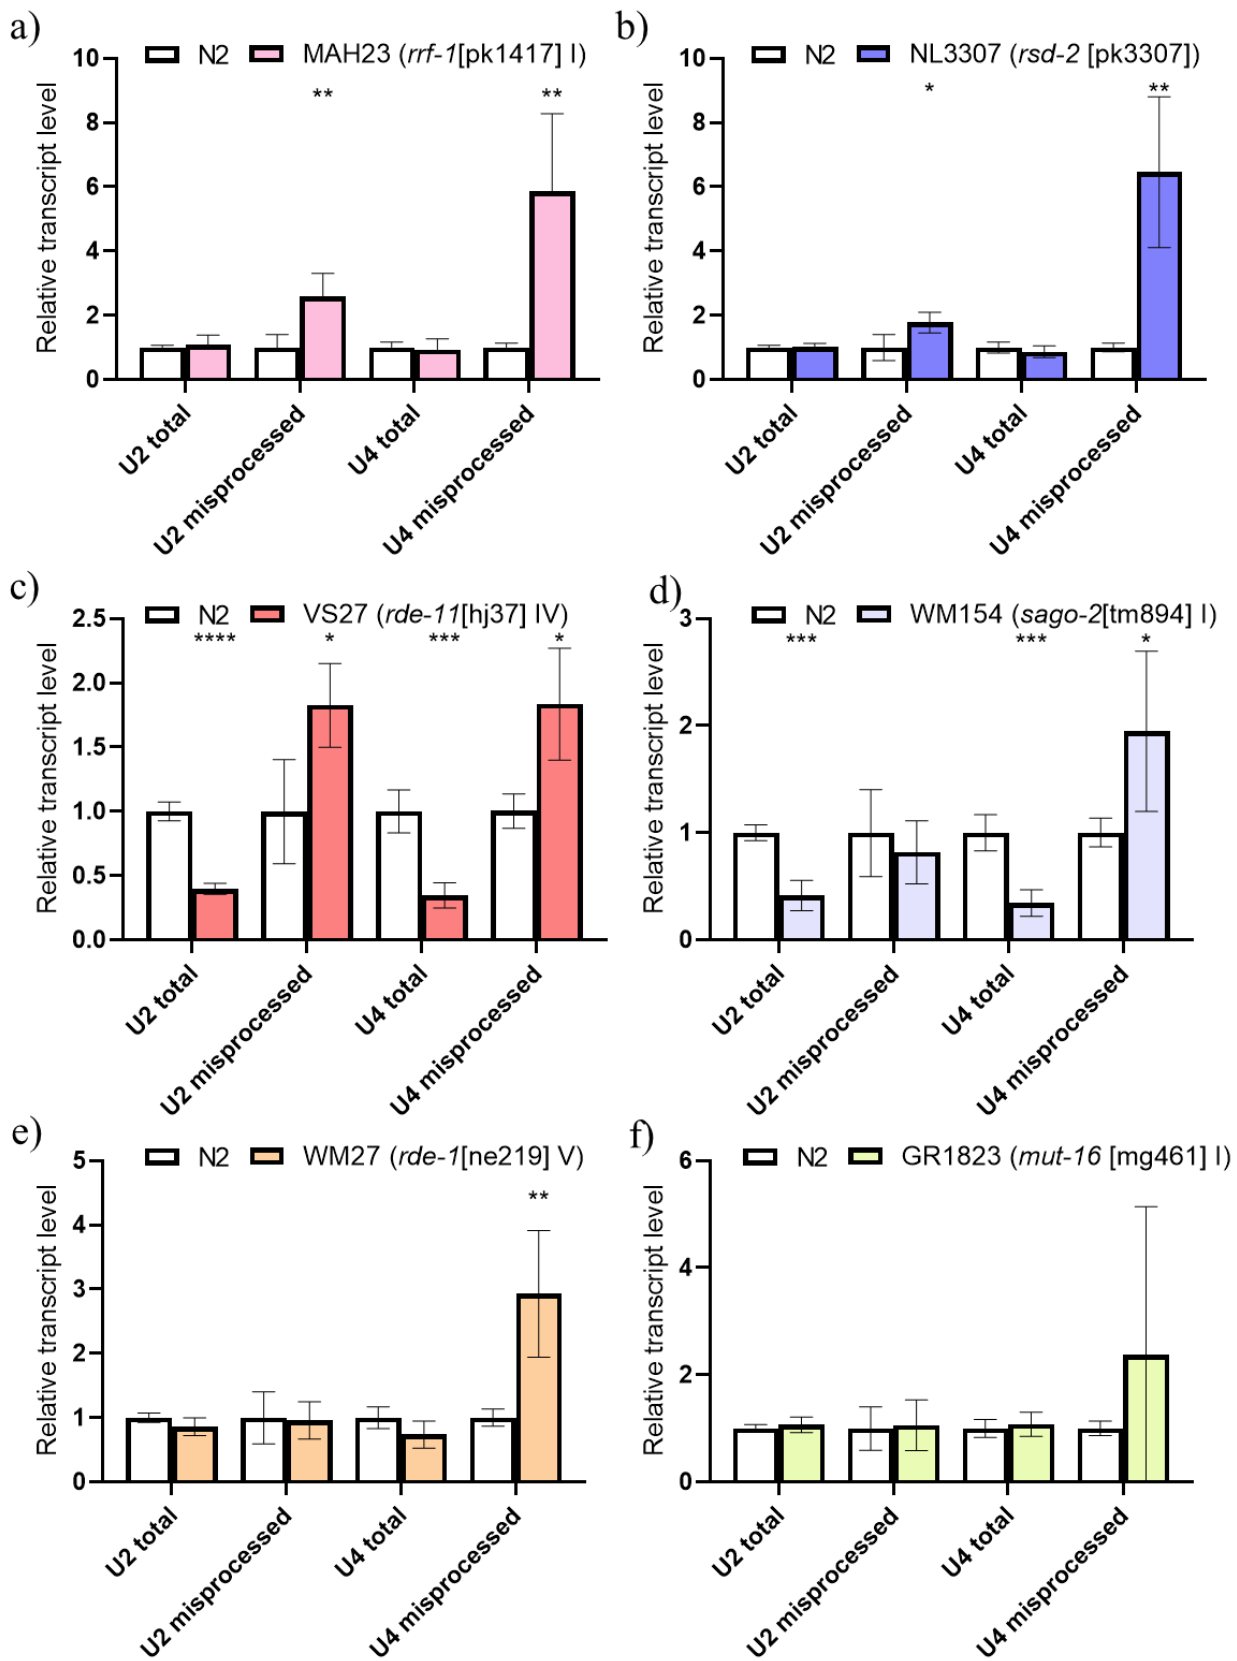 a)
N2 MAH23 (rrf-1[pk1417] I)
Relative transcript level
10
8
6
4
2
0
** **
U2 total
U2 misprocessed
U4 total
U4 misprocessed
b)
N2 NL3307 (rsd-2 [pk3307])
Relative transcript level
10
8
6
4
2
0
* **
U2 total
U2 misprocessed
U4 total
U4 misprocessed
c)
N2 VS27 (rde-11[hj37] IV)
Relative transcript level
2.5
2.0
1.5
1.0
0.5
0.0
**** * *** *
U2 total
U2 misprocessed
U4 total
U4 misprocessed
d)
N2 WM154 (sago-2[tm894] I)
Relative transcript level
3
2
1
0
*** *** *
U2 total
U2 misprocessed
U4 total
U4 misprocessed
e)
N2 WM27 (rde-1[ne219] V)
Relative transcript level
5
4
3
2
1
0
**
U2 total
U2 misprocessed
U4 total
U4 misprocessed
f)
N2 GR1823 (mut-16 [mg461] I)
Relative transcript level
6
4
2
0
U2 total
U2 misprocessed
U4 total
U4 misprocessed